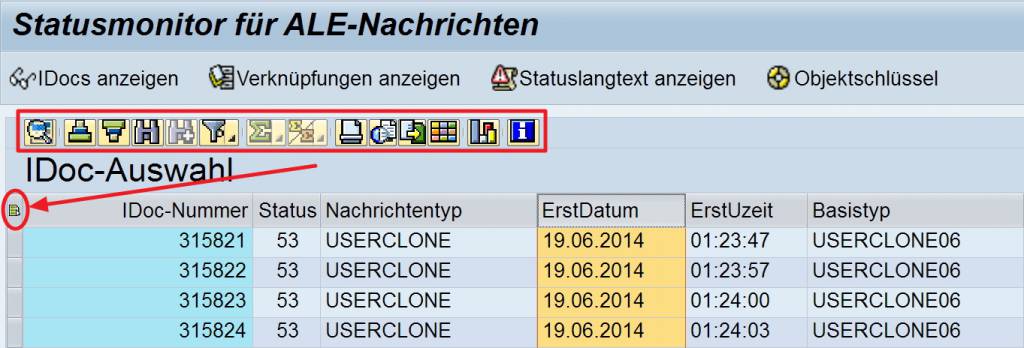 Statusmonitor für ALE-Nachrichten
IDocs anzeigen Verknüpfungen anzeigen Statuslangtext anzeigen Objektschlüssel
IDoc-Auswahl
IDoc-Nummer Status Nachrichtentyp ErstDatum ErstUzeit Basistyp
315821 53 USERCLONE 19.06.2014 01:23:47 USERCLONE06
315822 53 USERCLONE 19.06.2014 01:23:57 USERCLONE06
315823 53 USERCLONE 19.06.2014 01:24:00 USERCLONE06
315824 53 USERCLONE 19.06.2014 01:24:03 USERCLONE06